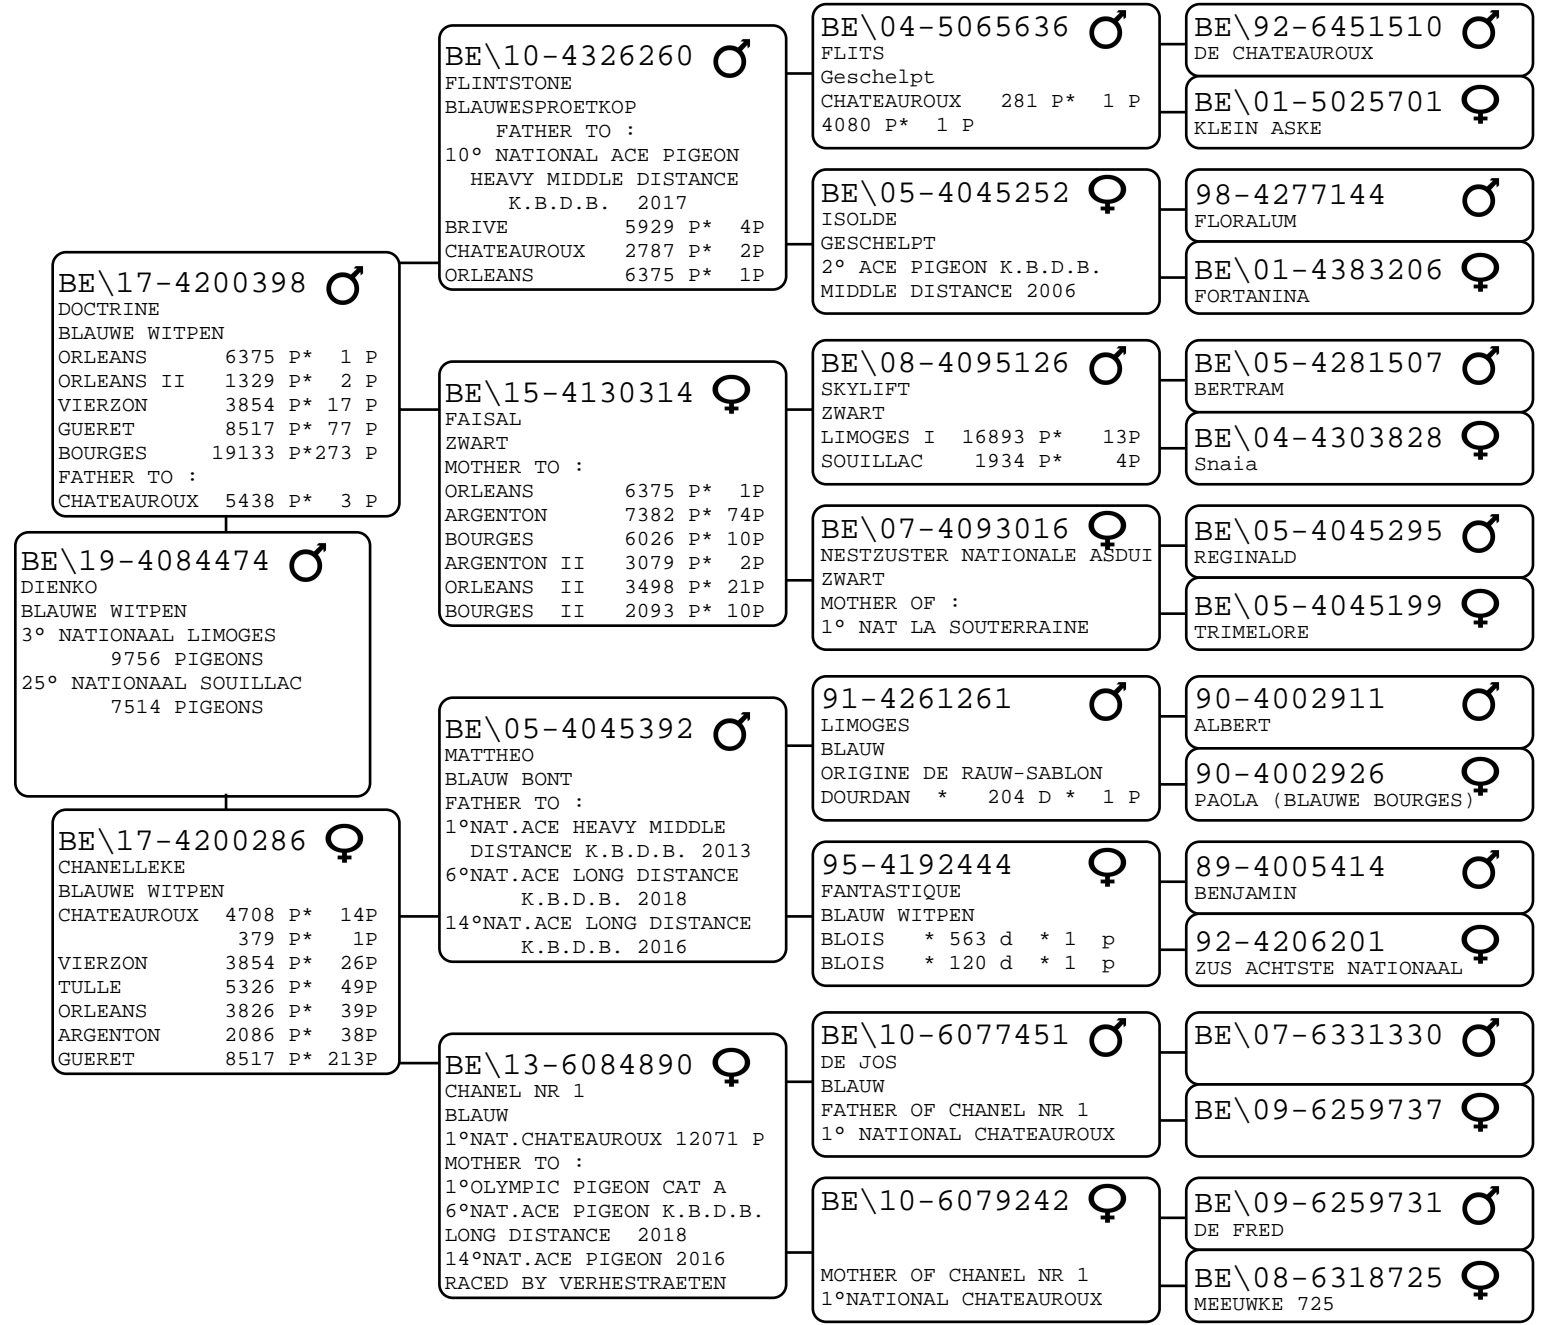 BE\19-4084474
DIENKO
BLAUWE WITPEN
3° NATIONAAL LIMOGES
9756 PIGEONS
25° NATIONAAL SOUILLAC
7514 PIGEONS
BE\17-4200398
DOCTRINE
BLAUWE WITPEN
ORLEANS 6375 P* 1 P
ORLEANS II 1329 P* 2 P
VIERZON 3854 P* 17 P
GUERET 8517 P* 77 P
BOURGES 19133 P*273 P
FATHER TO :
CHATEAUROUX 5438 P* 3 P
BE\17-4200286
CHANELLEKE
BLAUWE WITPEN
CHATEAUROUX 4708 P* 14P
379 P* 1P
VIERZON 3854 P* 26P
TULLE 5326 P* 49P
ORLEANS 3826 P* 39P
ARGENTON 2086 P* 38P
GUERET 8517 P* 213P
BE\10-4326260
FLINTSTONE
BLAUWESPROETKOP
FATHER TO :
10° NATIONAL ACE PIGEON
HEAVY MIDDLE DISTANCE
K.B.D.B. 2017
BRIVE 5929 P* 4P
CHATEAUROUX 2787 P* 2P
ORLEANS 6375 P* 1P
BE\15-4130314
FAISAL
ZWART
MOTHER TO :
ORLEANS 6375 P* 1P
ARGENTON 7382 P* 74P
BOURGES 6026 P* 10P
ARGENTON II 3079 P* 2P
ORLEANS II 3498 P* 21P
BOURGES II 2093 P* 10P
BE\05-4045392
MATTHEO
BLAUW BONT
FATHER TO :
1°NAT.ACE HEAVY MIDDLE
DISTANCE K.B.D.B. 2013
6°NAT.ACE LONG DISTANCE
K.B.D.B. 2018
14°NAT.ACE LONG DISTANCE
K.B.D.B. 2016
BE\13-6084890
CHANEL NR 1
BLAUW
1°NAT.CHATEAUROUX 12071 P
MOTHER TO :
1°OLYMPIC PIGEON CAT A
6°NAT.ACE PIGEON K.B.D.B.
LONG DISTANCE 2018
14°NAT.ACE PIGEON 2016
RACED BY VERHESTRAETEN
BE\04-5065636
FLITS
Geschelpt
CHATEAUROUX 281 P* 1 P
4080 P* 1 P
BE\05-4045252
ISOLDE
GESCHELPT
2° ACE PIGEON K.B.D.B.
MIDDLE DISTANCE 2006
BE\08-4095126
SKYLIFT
ZWART
LIMOGES I 16893 P* 13P
SOUILLAC 1934 P* 4P
BE\07-4093016
NESTZUSTER NATIONALE ASDUI
ZWART
MOTHER OF :
1° NAT LA SOUTERRAINE
91-4261261
LIMOGES
BLAUW
ORIGINE DE RAUW-SABLON
DOURDAN * 204 D * 1 P
95-4192444
FANTASTIQUE
BLAUW WITPEN
BLOIS * 563 d * 1 p
BLOIS * 120 d * 1 p
BE\10-6077451
DE JOS
BLAUW
FATHER OF CHANEL NR 1
1° NATIONAL CHATEAUROUX
BE\10-6079242
MOTHER OF CHANEL NR 1
1°NATIONAL CHATEAUROUX
BE\92-6451510
DE CHATEAUROUX
BE\01-5025701
KLEIN ASKE
98-4277144
FLORALUM
BE\01-4383206
FORTANINA
BE\05-4281507
BERTRAM
BE\04-4303828
Snaia
BE\05-4045295
REGINALD
BE\05-4045199
TRIMELORE
90-4002911
ALBERT
90-4002926
PAOLA (BLAUWE BOURGES)
89-4005414
BENJAMIN
92-4206201
ZUS ACHTSTE NATIONAAL
BE\07-6331330
BE\09-6259737
BE\09-6259731
DE FRED
BE\08-6318725
MEEUWKE 725